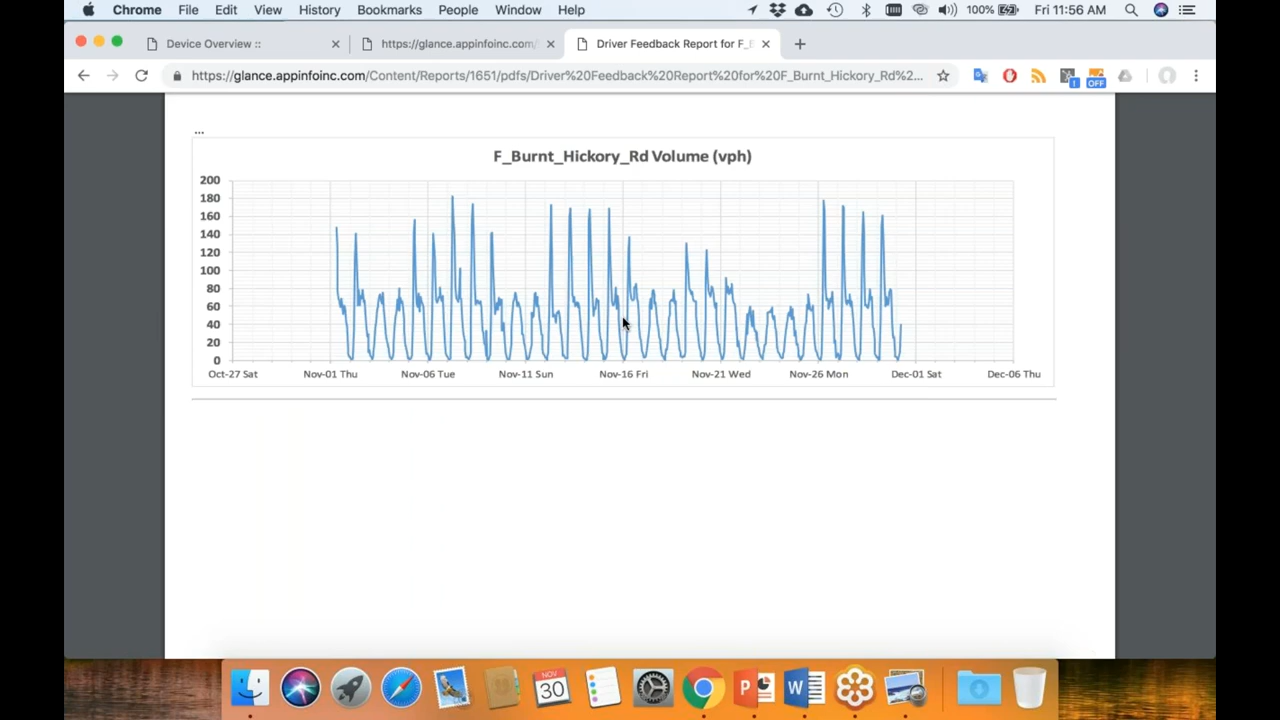 Chrome File Edit View History Bookmarks People Window Help 100% Fri 11:56 AM
Device Overview :: https://glance.appinfoinc.com/ Driver Feedback Report for F_
https://glance.appinfoinc.com/Content/Reports/1651/pdfs/Driver%20Feedback%20Report%20for%20F_Burnt_Hickory_Rd%2...
OFF
...
F_Burnt_Hickory_Rd Volume (vph)
200
180
160
140
120
100
80
60
40
20
0
Oct-27 Sat Nov-01 Thu Nov-06 Tue Nov-11 Sun Nov-16 Fri Nov-21 Wed Nov-26 Mon Dec-01 Sat Dec-06 Thu
NOV
30
P W